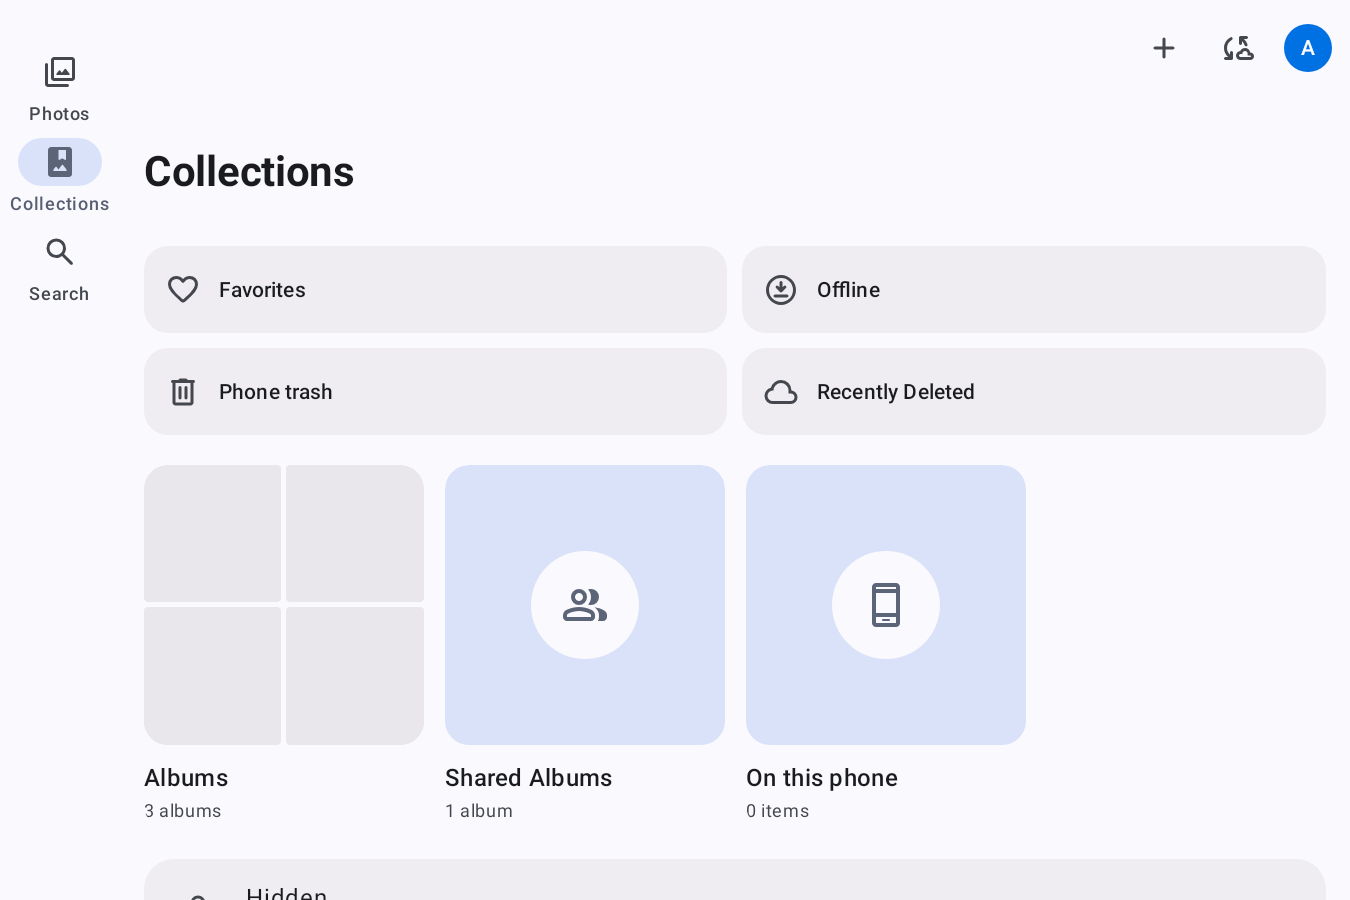 A
Photos
Collections
Search
Collections
Favorites
Offline
Phone trash
Recently Deleted
Albums
3 albums
Shared Albums
1 album
On this phone
0 items
Hidden